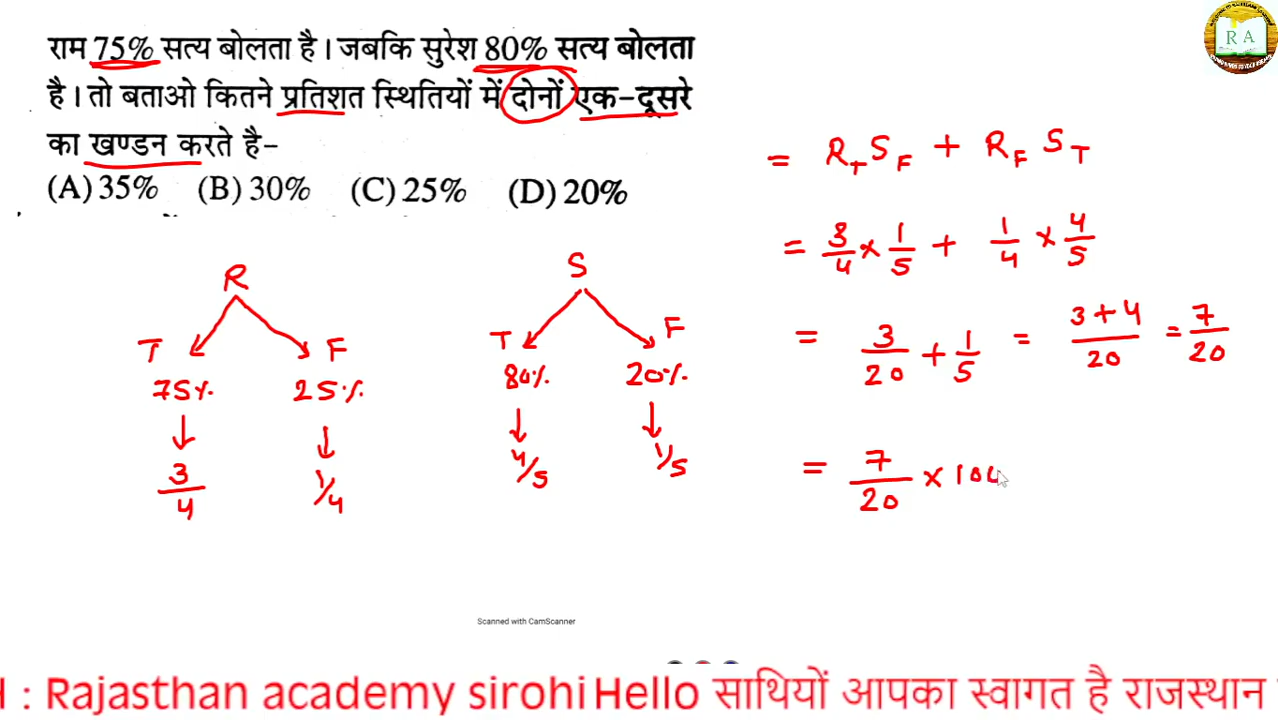 राम 75% सत्य बोलता है। जबकि सुरेश 80% सत्य बोलता
है। तो बताओ कितने प्रतिशत स्थितियों में दोनों एक-दूसरे
का खण्डन करते है-
(A) 35% (B) 30% (C) 25% (D) 20%
R A
= R_T S_F + R_F S_T
= 3/4 × 1/5 + 1/4 × 4/5
= 3/20 + 1/5 = 3+4/20 = 7/20
= 7/20 × 100
R
T F
75% 25%
3/4 1/4
S
T F
80% 20%
4/5 1/5
Scanned with CamScanner
: Rajasthan academy sirohi Hello साथियों आपका स्वागत है राजस्थान